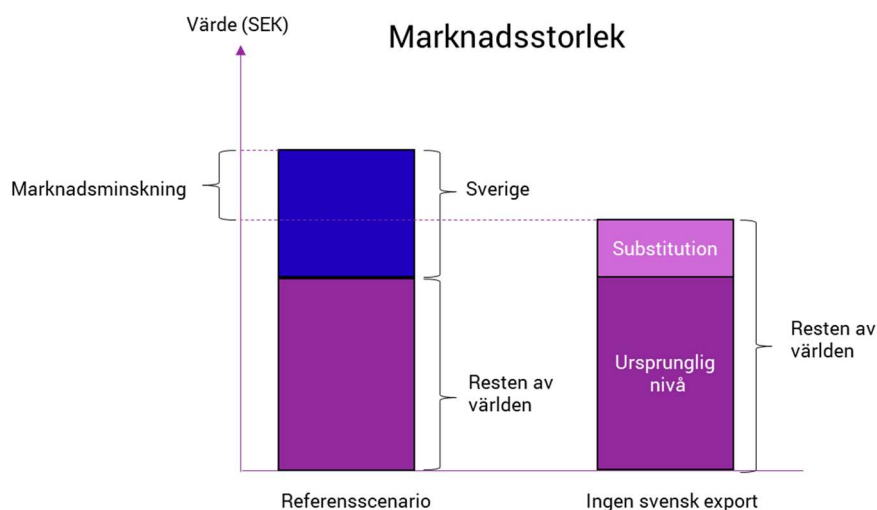 Värde (SEK)
Marknadsstorlek
Marknadsminskning
Sverige
Substitution
Resten av
världen
Ursprunglig
nivå
Resten av
världen
Referensscenario
Ingen svensk export